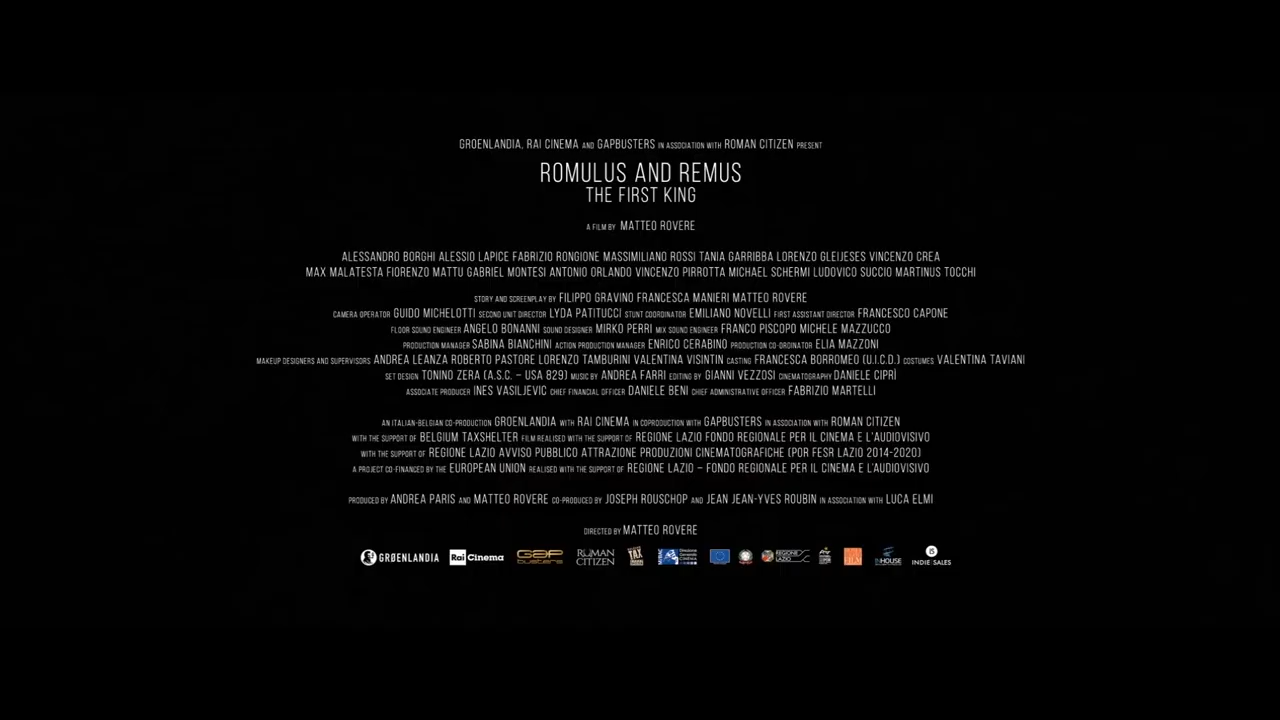 GROENLANDIA, RAI CINEMA AND GAPBUSTERS IN ASSOCIATION WITH ROMAN CITIZEN PRESENT
ROMULUS AND REMUS
THE FIRST KING
A FILM BY MATTEO ROVERE
ALESSANDRO BORGHI ALESSIO LAPICE FABRIZIO RONGIONE MASSIMILIANO ROSSI TANIA GARRIBBA LORENZO GLEIJESES VINCENZO CREA
MAX MALATESTA FIORENZO MATTU GABRIEL MONTESI ANTONIO ORLANDO VINCENZO PIRROTTA MICHAEL SCHERMI LUDOVICO SUCCIO MARTINUS TOCCHI
STORY AND SCREENPLAY BY FILIPPO GRAVINO FRANCESCA MANIERI MATTEO ROVERE
CAMERA OPERATOR GUIDO MICHELOTTI SECOND UNIT DIRECTOR LYDA PATITUCCI STUNT COORDINATOR EMILIANO NOVELLI FIRST ASSISTANT DIRECTOR FRANCESCO CAPONE
FLOOR SOUND ENGINEER ANGELO BONANNI SOUND DESIGNER MIRKO PERRI MIX SOUND ENGINEER FRANCO PISCOPO MICHELE MAZZUCCO
PRODUCTION MANAGER SABINA BIANCHINI ACTION PRODUCTION MANAGER ENRICO CERABINO PRODUCTION CO-ORDINATOR ELIA MAZZONI
MAKEUP DESIGNERS AND SUPERVISORS ANDREA LEANZA ROBERTO PASTORE LORENZO TAMBURINI VALENTINA VISINTIN CASTING FRANCESCA BORROMEO (U.I.C.D.) COSTUMES VALENTINA TAVIANI
SET DESIGN TONINO ZERA (A.S.C. – USA 829) MUSIC BY ANDREA FARRI EDITING BY GIANNI VEZZOSI CINEMATOGRAPHY DANIELE CIPRÌ
ASSOCIATE PRODUCER INES VASILJEVIC CHIEF FINANCIAL OFFICER DANIELE BENI CHIEF ADMINISTRATIVE OFFICER FABRIZIO MARTELLI
AN ITALIAN-BELGIAN CO-PRODUCTION GROENLANDIA WITH RAI CINEMA IN COPRODUCTION WITH GAPBUSTERS IN ASSOCIATION WITH ROMAN CITIZEN
WITH THE SUPPORT OF BELGIUM TAXSHELTER FILM REALISED WITH THE SUPPORT OF REGIONE LAZIO FONDO REGIONALE PER IL CINEMA E L'AUDIOVISIVO
WITH THE SUPPORT OF REGIONE LAZIO AVVISO PUBBLICO ATTRAZIONE PRODUZIONI CINEMATOGRAFICHE (POR FESR LAZIO 2014-2020)
A PROJECT CO-FINANCED BY THE EUROPEAN UNION REALISED WITH THE SUPPORT OF REGIONE LAZIO – FONDO REGIONALE PER IL CINEMA E L'AUDIOVISIVO
PRODUCED BY ANDREA PARIS AND MATTEO ROVERE CO-PRODUCED BY JOSEPH ROUSCHOP AND JEAN JEAN-YVES ROUBIN IN ASSOCIATION WITH LUCA ELMI
DIRECTED BY MATTEO ROVERE
GRØENLANDIA Rai Cinema GAP busters ROMAN CITIZEN TAX REGIONE LAZIO INHOUSE INDIE SALES